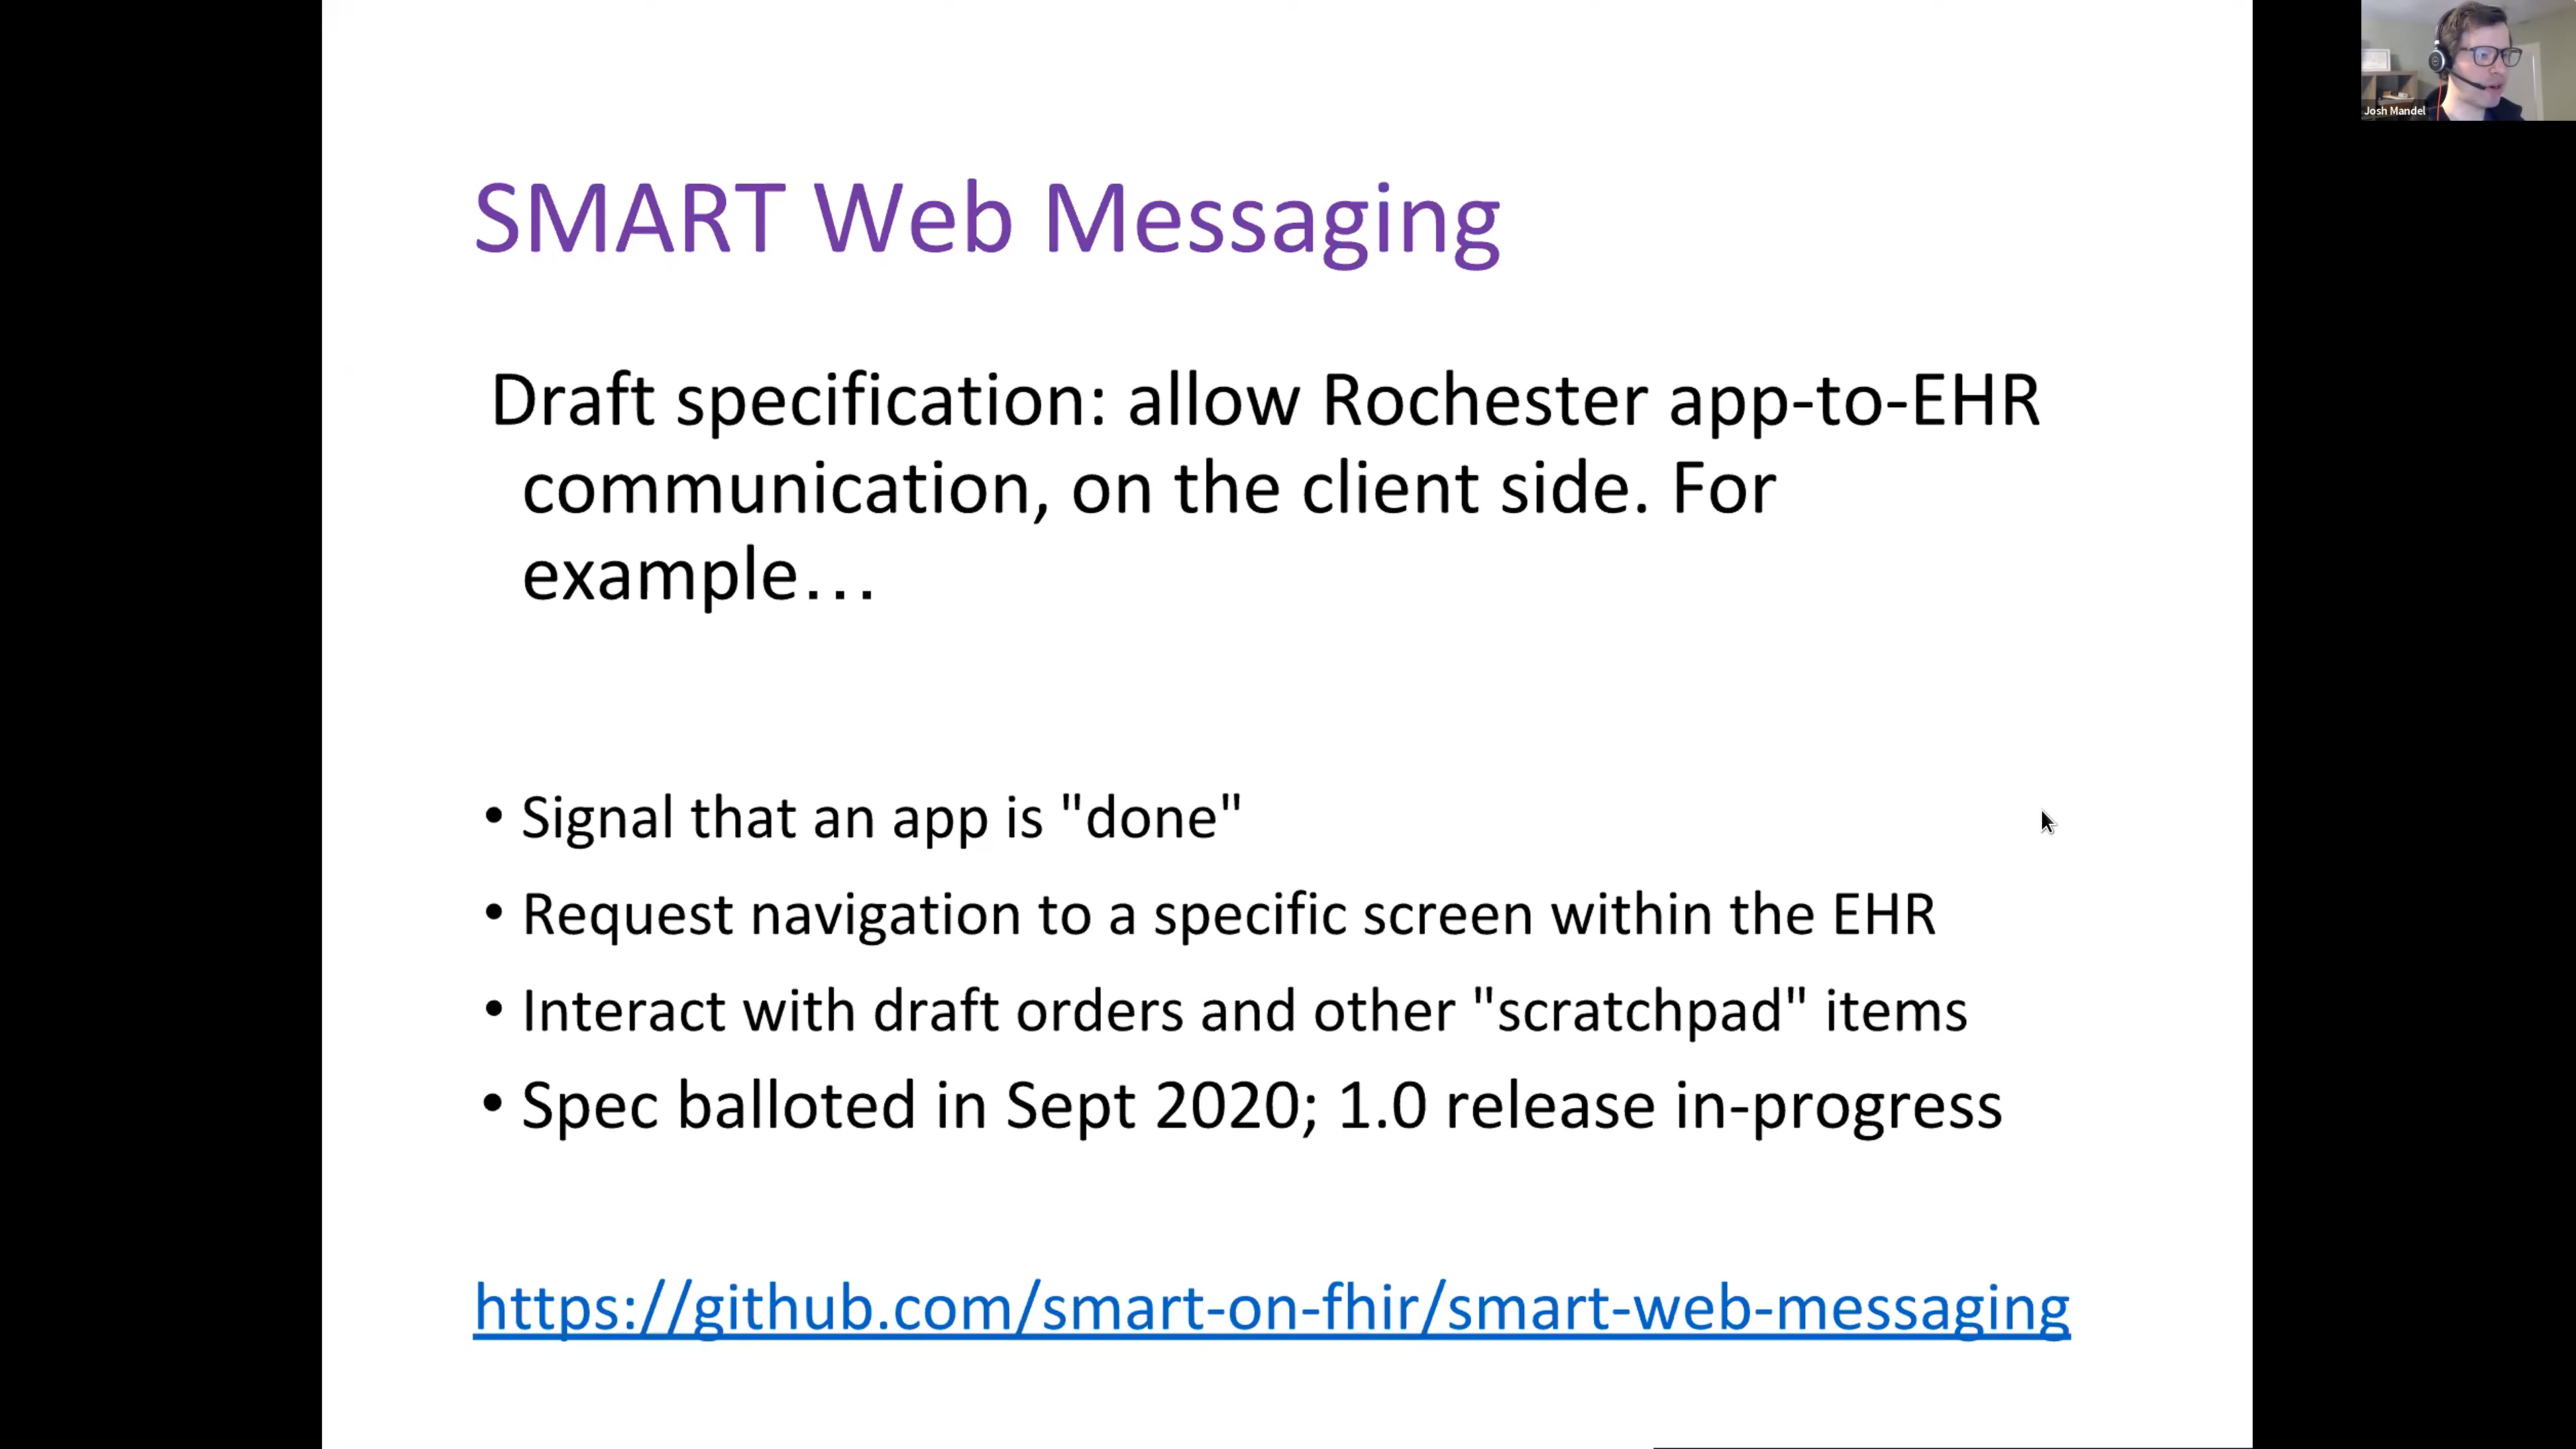 Josh Mandel
SMART Web Messaging
Draft specification: allow Rochester app-to-EHR
communication, on the client side. For
example…
• Signal that an app is "done"
• Request navigation to a specific screen within the EHR
• Interact with draft orders and other "scratchpad" items
• Spec balloted in Sept 2020; 1.0 release in-progress
https://github.com/smart-on-fhir/smart-web-messaging